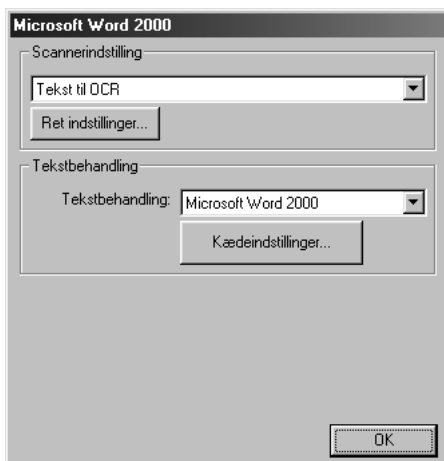 Microsoft Word 2000
Scannerindstilling
Tekst til OCR
Ret indstillinger...
Tekstbehandling
Tekstbehandling: Microsoft Word 2000
Kædeindstillinger...
OK